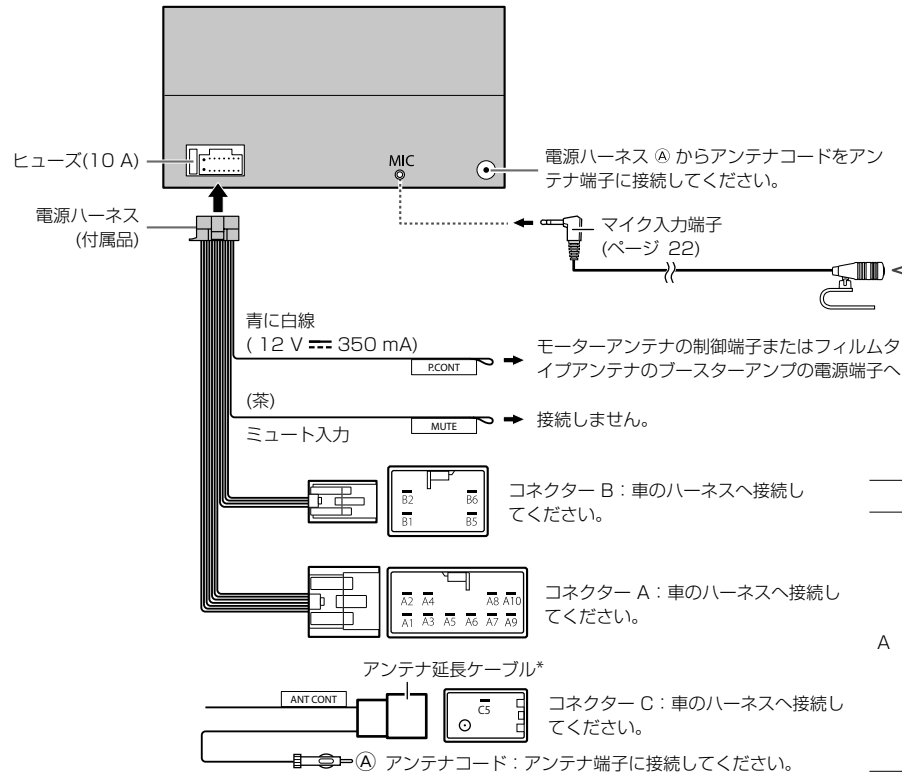 ヒューズ(10 A)
MIC
電源ハーネス Ⓐ からアンテナコードをアン
テナ端子に接続してください。
電源ハーネス
(付属品)
マイク入力端子
(ページ 22)
青に白線
( 12 V ⎓ 350 mA)
P.CONT
モーターアンテナの制御端子またはフィルムタ
イプアンテナのブースターアンプの電源端子へ
(茶)
ミュート入力
MUTE
接続しません。
B2 B6
B1 B5
コネクター B：車のハーネスへ接続し
てください。
A2 A4 A8 A10
A1 A3 A5 A6 A7 A9
コネクター A：車のハーネスへ接続し
てください。
A
アンテナ延長ケーブル*
ANT CONT
C5
コネクター C：車のハーネスへ接続し
てください。
Ⓐ アンテナコード：アンテナ端子に接続してください。